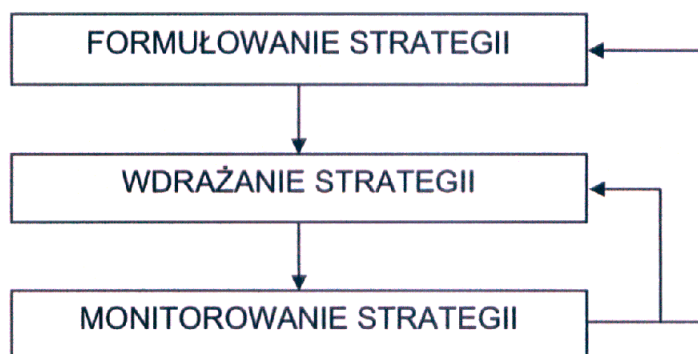 FORMUŁOWANIE STRATEGII
WDRAŻANIE STRATEGII
MONITOROWANIE STRATEGII